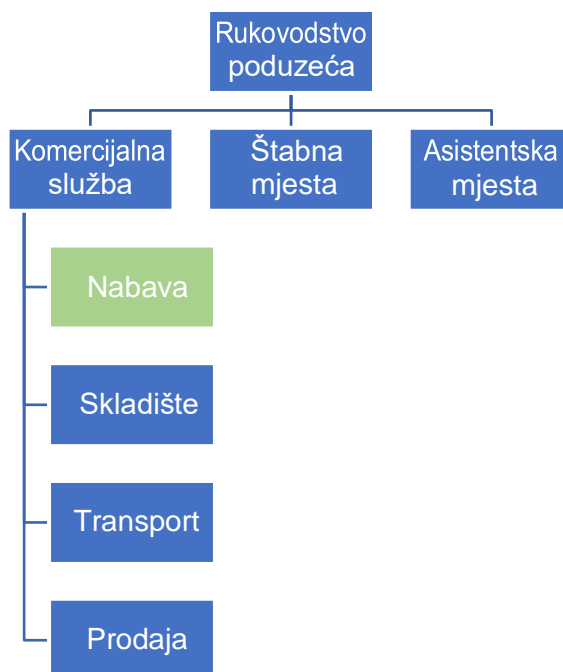 Rukovodstvo
poduzeća
Komercijalna
služba
Štabna
mjesta
Asistentska
mjesta
Nabava
Skladište
Transport
Prodaja